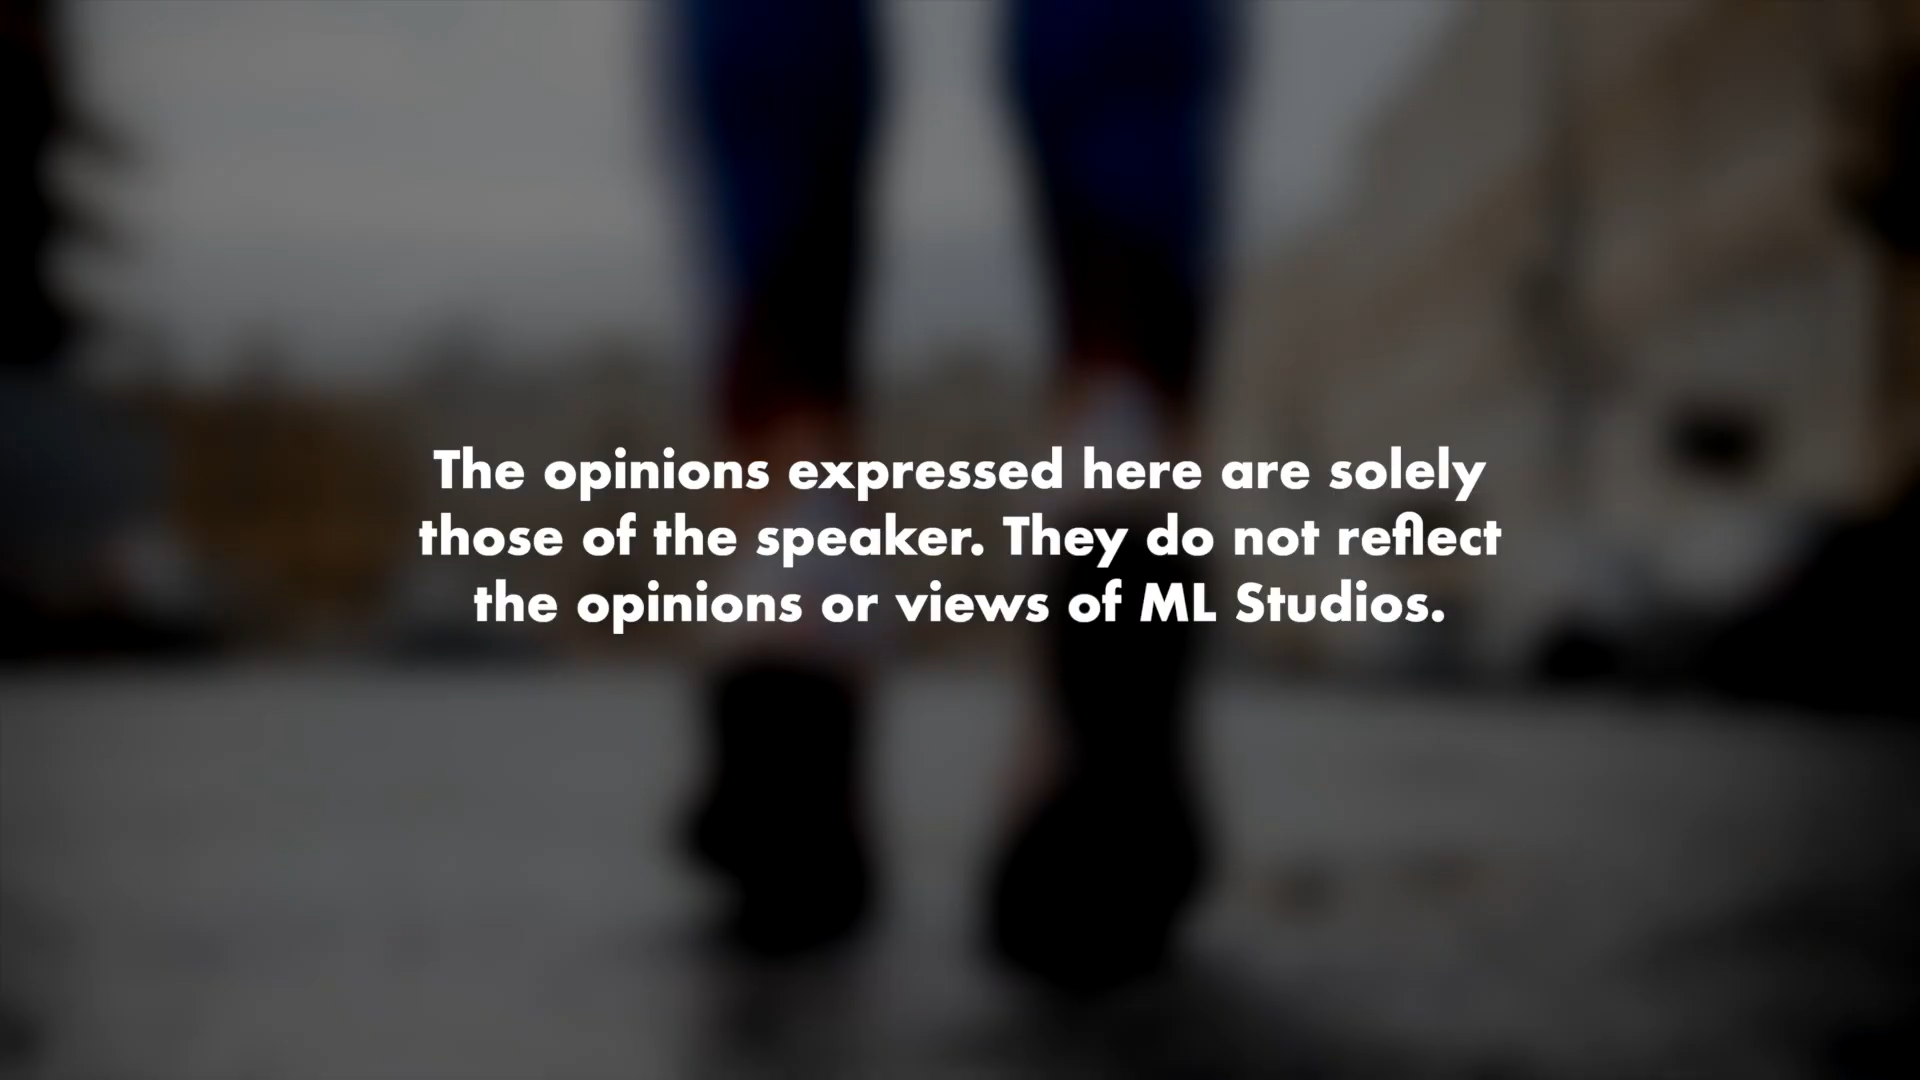 The opinions expressed here are solely
those of the speaker. They do not reflect
the opinions or views of ML Studios.